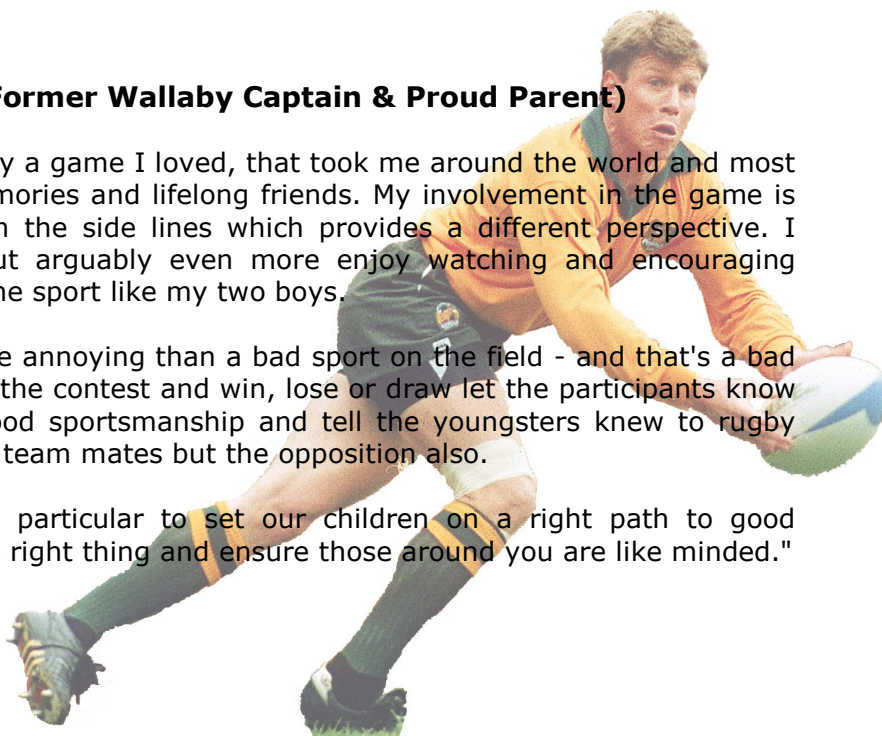 Former Wallaby Captain & Proud Parent)
y a game I loved, that took me around the world and most
mories and lifelong friends. My involvement in the game is
the side lines which provides a different perspective. I
ut arguably even more enjoy watching and encouraging
sport like my two boys.
annoying than a bad sport on the field - and that's a bad
the contest and win, lose or draw let the participants know
good sportsmanship and tell the youngsters knew to rugby
team mates but the opposition also.
particular to set our children on a right path to good
right thing and ensure those around you are like minded."